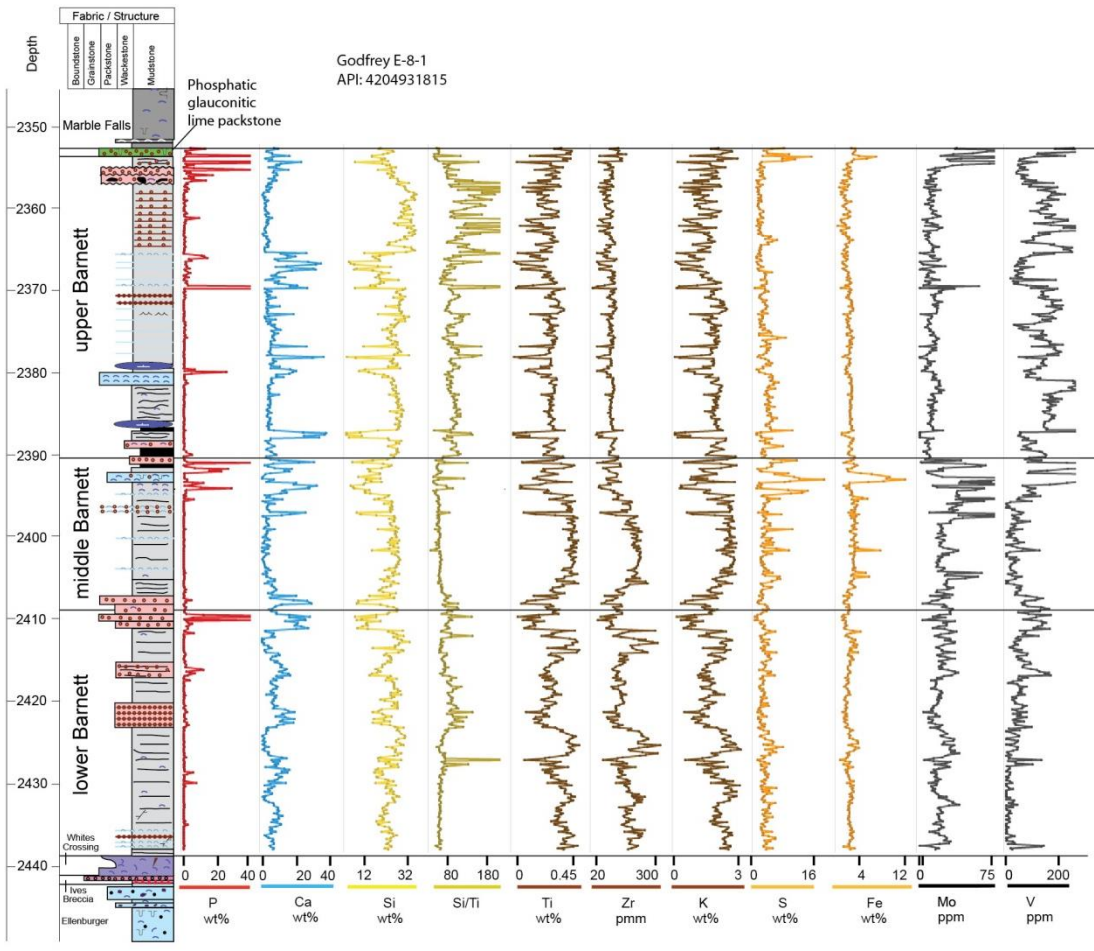 Fabric / Structure
Depth
Boundstone
Grainstone
Packstone
Wackestone
Mudstone
Godfrey E-8-1
API: 4204931815
Phosphatic
glauconitic
lime packstone
Marble Falls
2350
2360
2370
2380
2390
2400
2410
2420
2430
2440
upper Barnett
middle Barnett
lower Barnett
Whites
Crossing
Ives
Breccia
Ellenburger
0 20 40
0 20 40
12 32
80 180
0 0.45
20 300
0 3
0 16
4 12
0 75
0 200
P
wt%
Ca
wt%
Si
wt%
Si/Ti
Ti
wt%
Zr
pmm
K
wt%
S
wt%
Fe
wt%
Mo
ppm
V
ppm